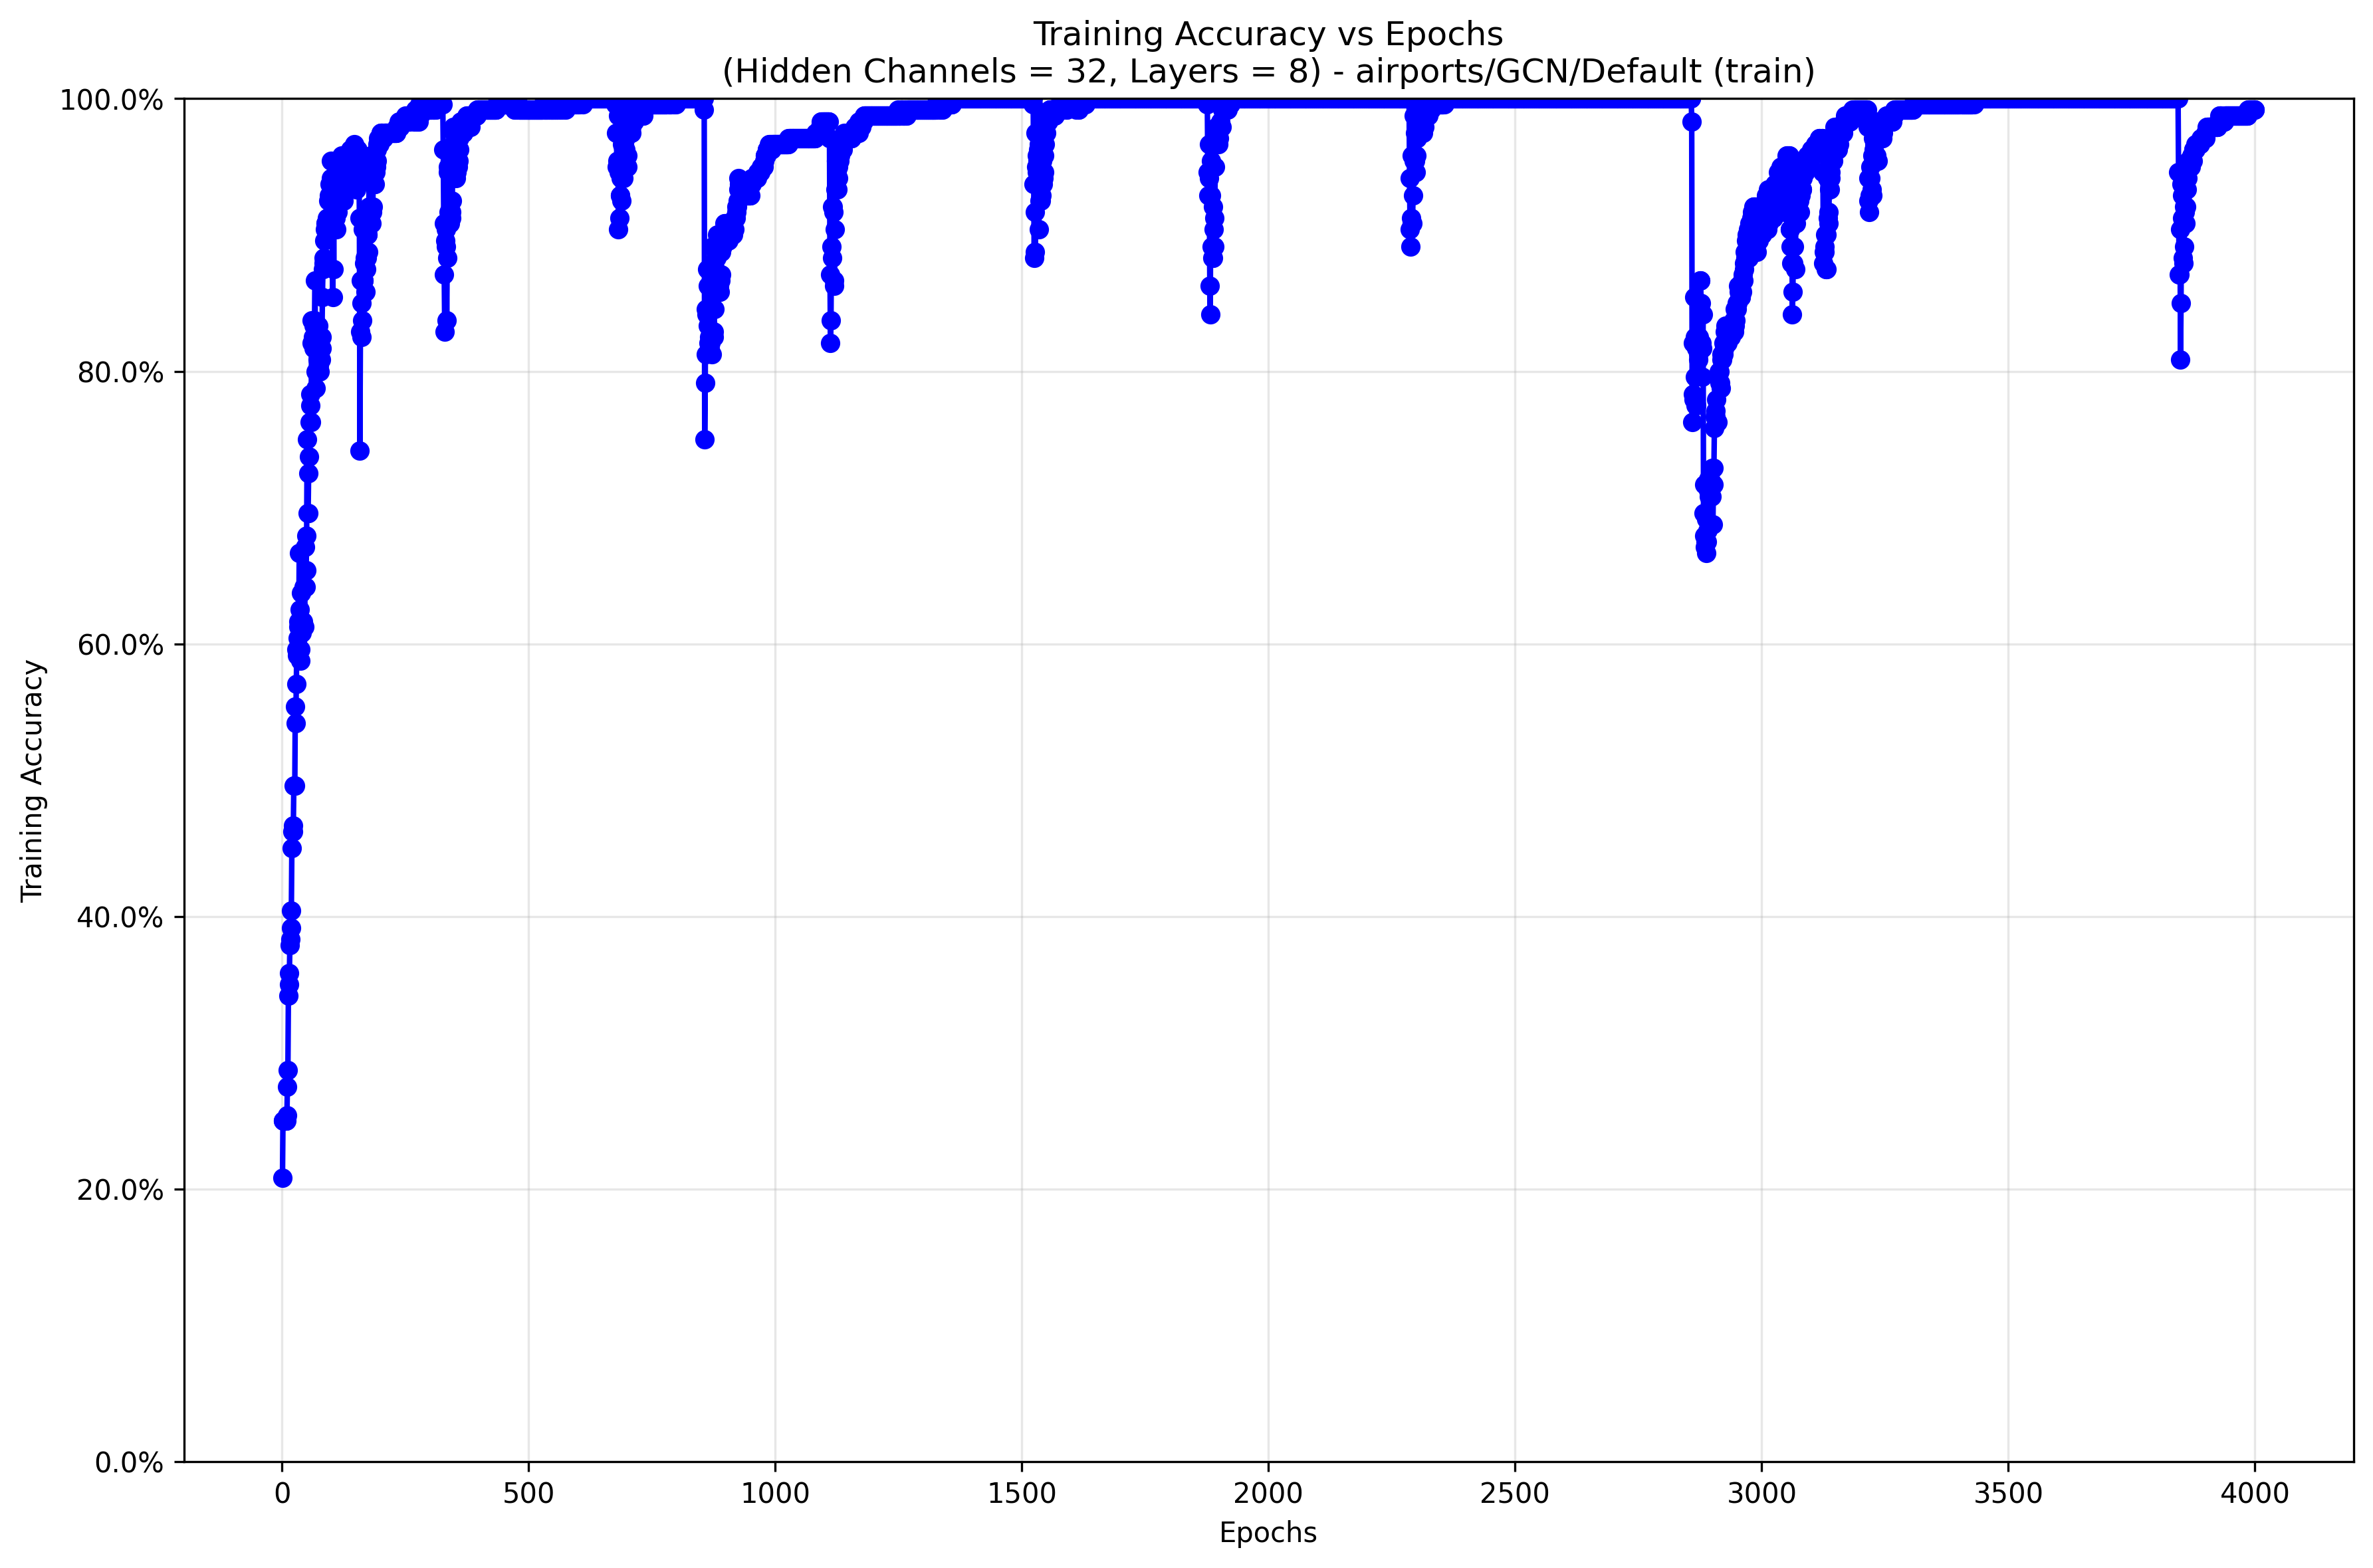 Training Accuracy vs Epochs
(Hidden Channels = 32, Layers = 8) - airports/GCN/Default (train)
100.0%
80.0%
60.0%
40.0%
20.0%
0.0%
Training Accuracy
0 500 1000 1500 2000 2500 3000 3500 4000
Epochs